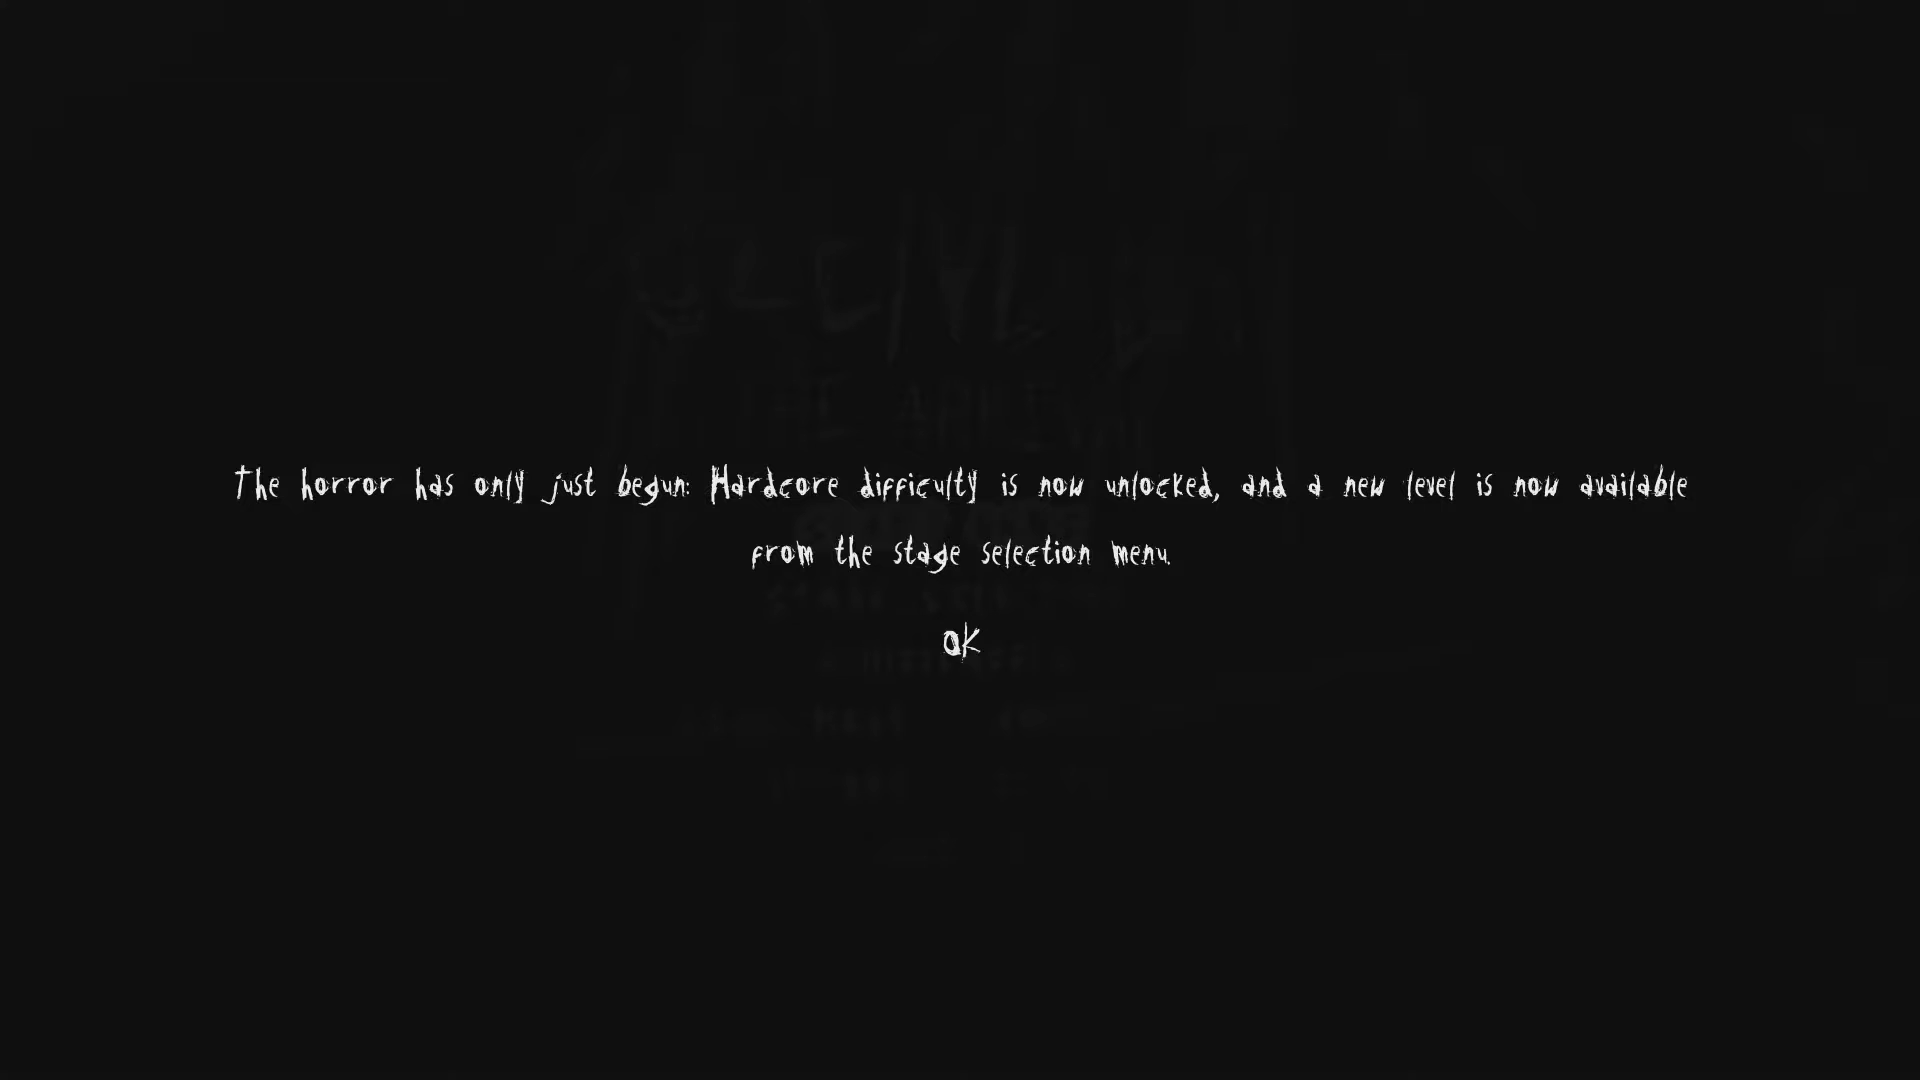 The horror has only just begun: Hardcore difficulty is now unlocked, and a new level is now available
from the stage selection menu.
OK